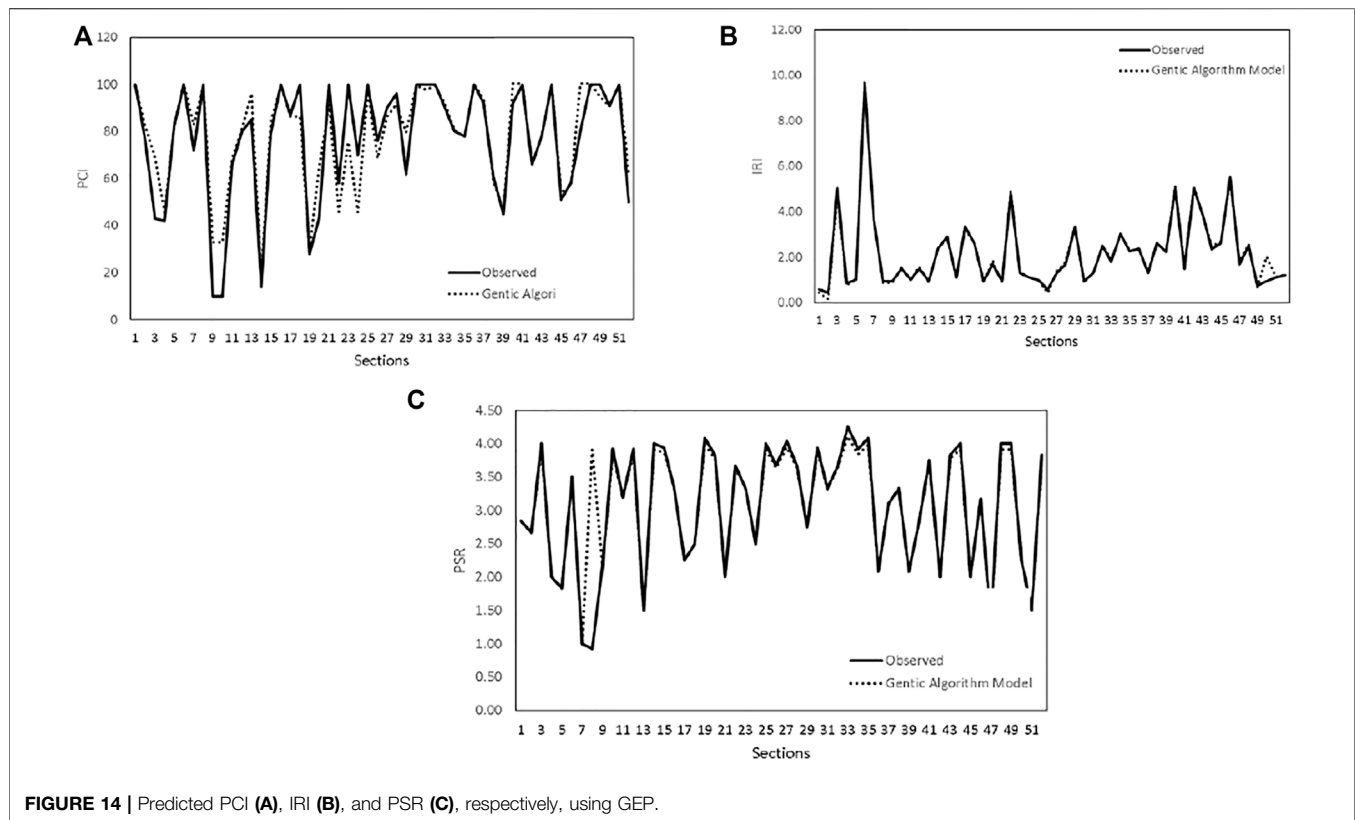 A
120
100
80
60
40
20
0
PCI
Observed
Gentic Algori
1 3 5 7 9 11 13 15 17 19 21 23 25 27 29 31 33 35 37 39 41 43 45 47 49 51
Sections
B
12.00
10.00
8.00
6.00
4.00
2.00
0.00
IRI
Observed
Gentic Algorithm Model
1 3 5 7 9 11 13 15 17 19 21 23 25 27 29 31 33 35 37 39 41 43 45 47 49 51
Sections
C
4.50
4.00
3.50
3.00
2.50
2.00
1.50
1.00
0.50
0.00
PSR
Observed
Gentic Algorithm Model
1 3 5 7 9 11 13 15 17 19 21 23 25 27 29 31 33 35 37 39 41 43 45 47 49 51
Sections
FIGURE 14 | Predicted PCI (A), IRI (B), and PSR (C), respectively, using GEP.